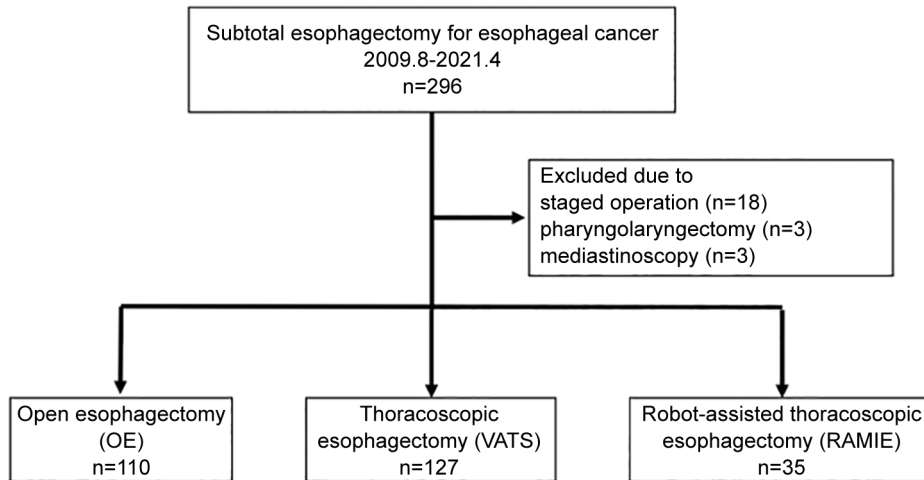 Subtotal esophagectomy for esophageal cancer
2009.8-2021.4
n=296
Excluded due to
staged operation (n=18)
pharyngolaryngectomy (n=3)
mediastinoscopy (n=3)
Open esophagectomy
(OE)
n=110
Thoracoscopic
esophagectomy (VATS)
n=127
Robot-assisted thoracoscopic
esophagectomy (RAMIE)
n=35